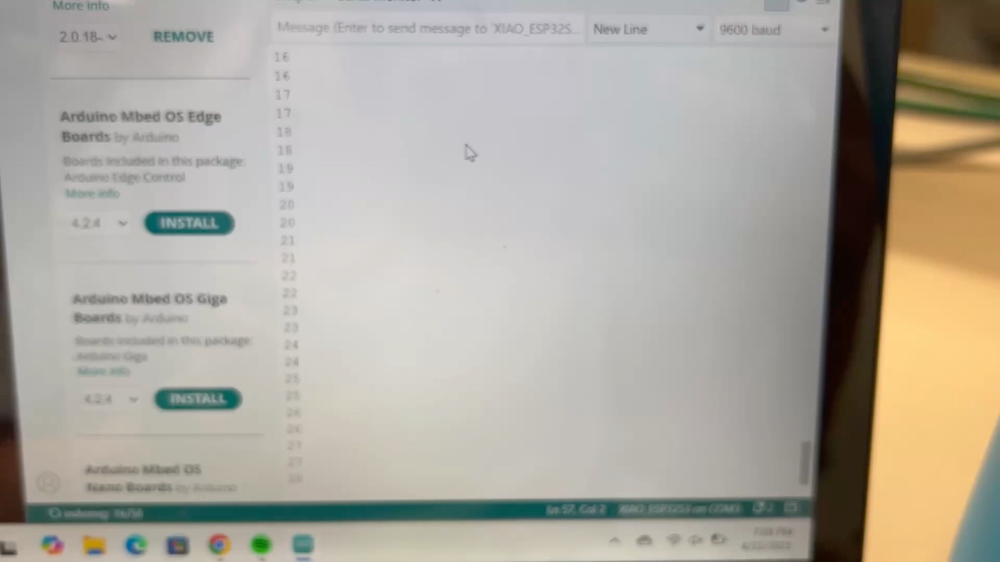 More info
2.0.18-
REMOVE
Arduino Mbed OS Edge
Boards by Arduino
Boards included in this package:
Arduino Edge Control
More info
4.2.4
INSTALL
Arduino Mbed OS Giga
Boards by Arduino
Boards included in this package:
Arduino Giga
More info
4.2.4
INSTALL
Arduino Mbed OS
Nano Boards by Arduino
Message (Enter to send message to 'XIAO_ESP32S...
New Line
9600 baud
16
16
17
17
18
18
19
19
20
20
21
21
22
22
23
23
24
24
25
25
26
26
27
27
28
Ln 57, Col 2
XIAO_ESP32S3 on COM3